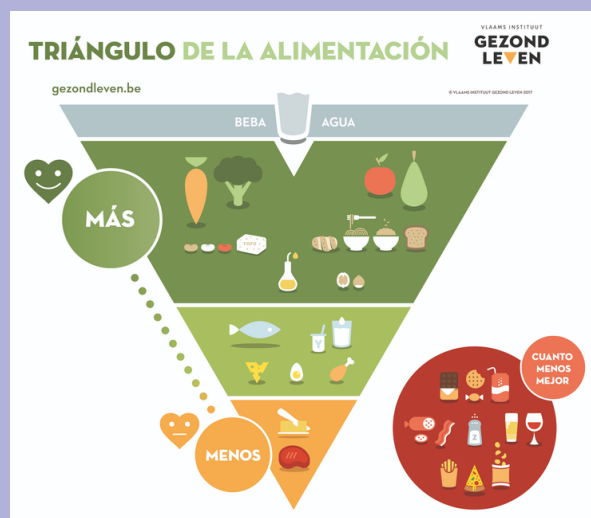 TRIÁNGULO DE LA ALIMENTACIÓN
VLAAMS INSTITUUT
GEZOND
LEVEN
gezondleven.be
© VLAAMS INSTITUUT GEZOND LEVEN 2017
BEBA AGUA
MÁS
TOFU
Y
CUANTO
MENOS
MEJOR
MENOS
Z